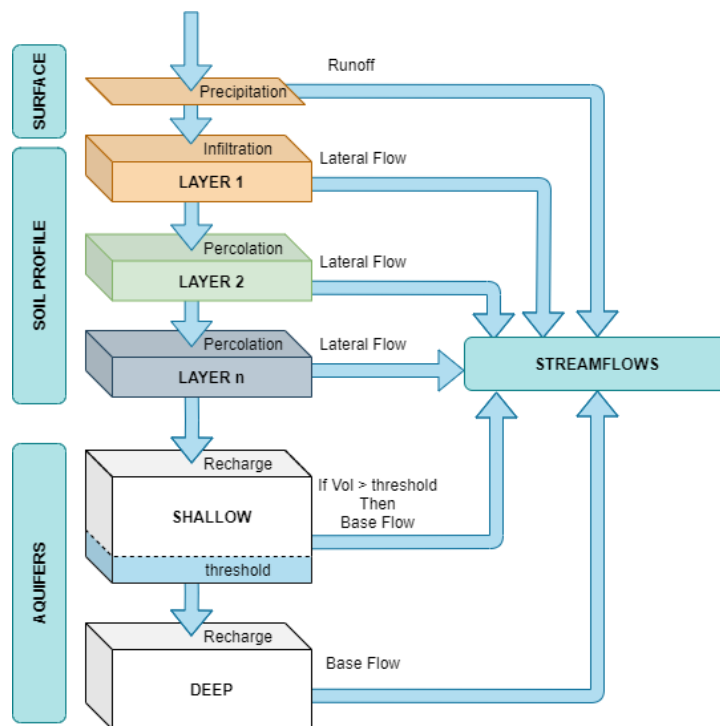 Runoff
SURFACE
Precipitation
Infiltration
Lateral Flow
LAYER 1
SOIL PROFILE
Percolation
Lateral Flow
LAYER 2
Percolation
Lateral Flow
LAYER n
STREAMFLOWS
AQUIFERS
Recharge
If Vol > threshold
Then
Base Flow
SHALLOW
threshold
Recharge
Base Flow
DEEP